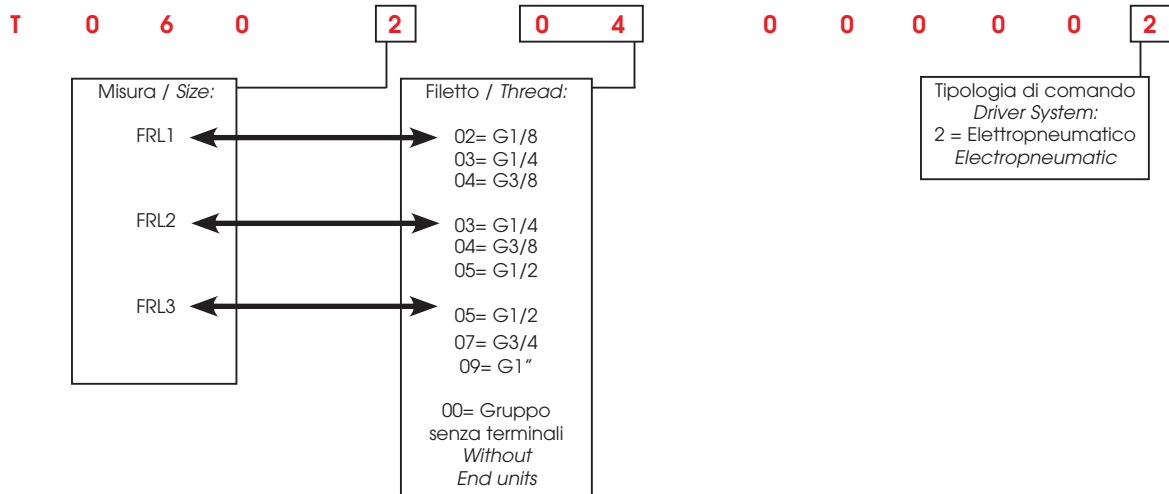 T 0 6 0 2 0 4 0 0 0 0 0 2
Misura / Size:
FRL1
FRL2
FRL3
Filetto / Thread:
02= G1/8
03= G1/4
04= G3/8
03= G1/4
04= G3/8
05= G1/2
05= G1/2
07= G3/4
09= G1”
00= Gruppo
senza terminali
Without
End units
Tipologia di comando
Driver System:
2 = Elettropneumatico
Electropneumatic